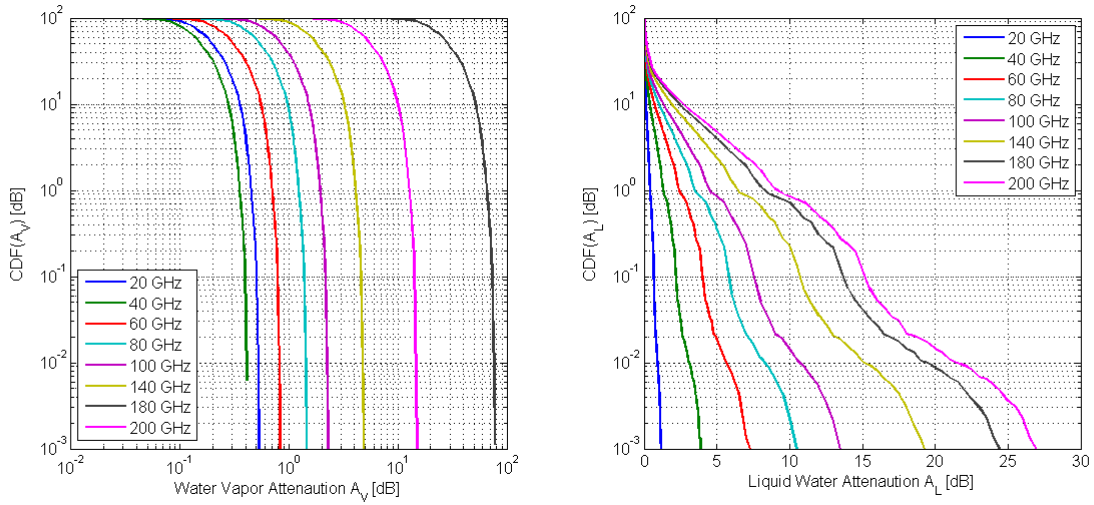 10^2
10^1
10^0
10^-1
10^-2
10^-3
CDF(A_V) [dB]
20 GHz
40 GHz
60 GHz
80 GHz
100 GHz
140 GHz
180 GHz
200 GHz
10^-2
10^-1
10^0
10^1
10^2
Water Vapor Attenaution A_V [dB]
10^2
10^1
10^0
10^-1
10^-2
10^-3
CDF(A_L) [dB]
20 GHz
40 GHz
60 GHz
80 GHz
100 GHz
140 GHz
180 GHz
200 GHz
0
5
10
15
20
25
30
Liquid Water Attenaution A_L [dB]